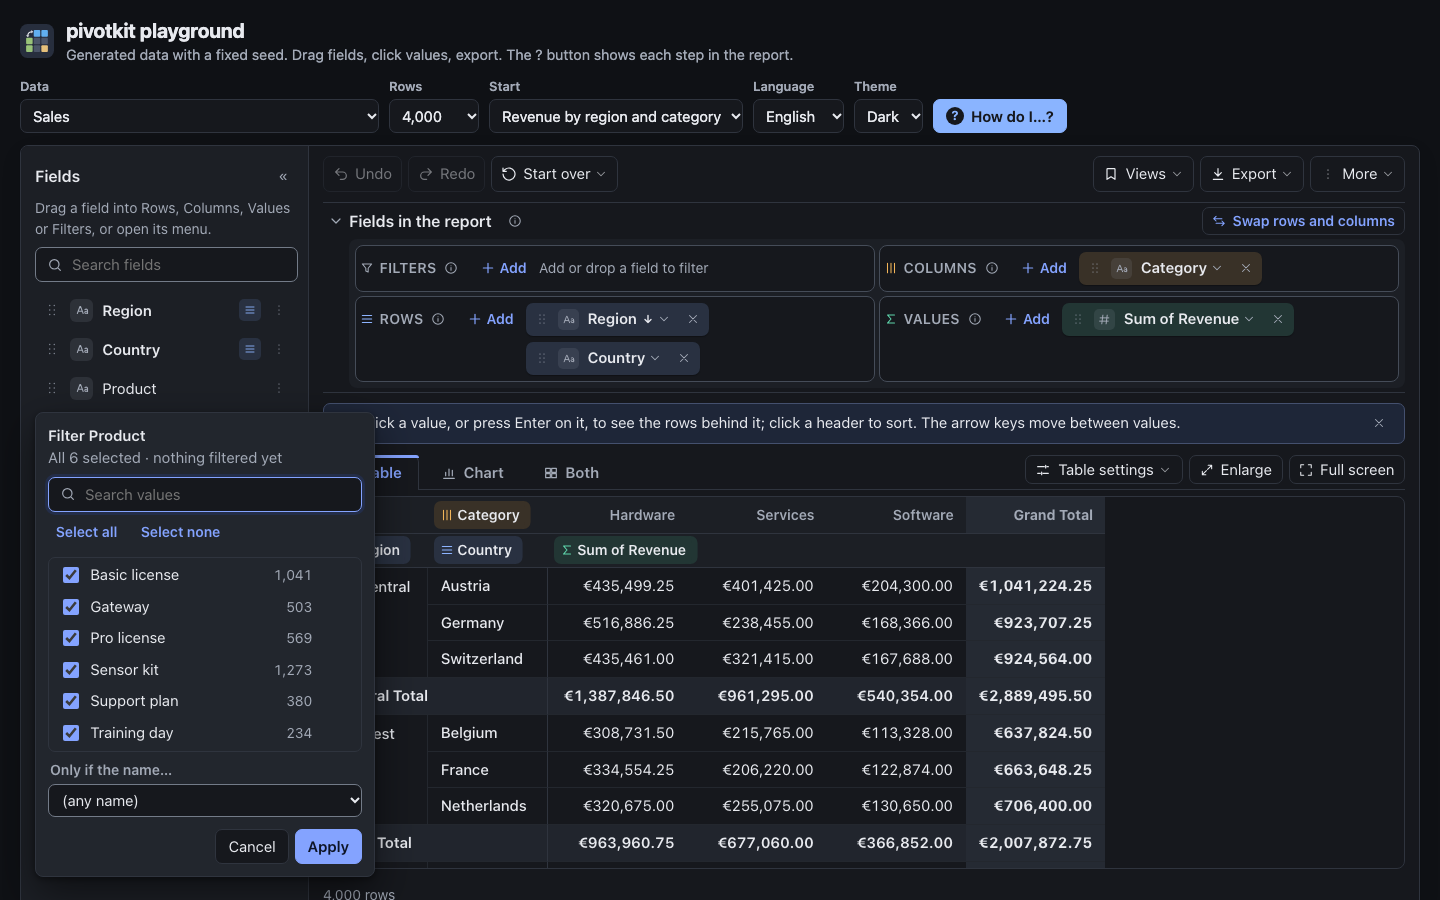 pivotkit playground
Generated data with a fixed seed. Drag fields, click values, export. The ? button shows each step in the report.
Data Rows Start Language Theme
Sales 4,000 Revenue by region and category English Dark ? How do I...?
Fields «
Drag a field into Rows, Columns, Values
or Filters, or open its menu.
Search fields
Aa Region
Aa Country
Aa Product
Undo Redo Start over Views Export More
Fields in the report Swap rows and columns
FILTERS + Add Add or drop a field to filter
COLUMNS + Add Aa Category ×
ROWS + Add Aa Region ↓ ×
Aa Country ×
Σ VALUES + Add # Sum of Revenue ×
Filter Product
All 6 selected · nothing filtered yet
Search values
Select all Select none
Basic license 1,041
Gateway 503
Pro license 569
Sensor kit 1,273
Support plan 380
Training day 234
Only if the name...
(any name)
Cancel Apply
ick a value, or press Enter on it, to see the rows behind it; click a header to sort. The arrow keys move between values. ×
able Chart Both Table settings Enlarge Full screen
Category Hardware Services Software Grand Total
gion Country Σ Sum of Revenue
entral Austria €435,499.25 €401,425.00 €204,300.00 €1,041,224.25
Germany €516,886.25 €238,455.00 €168,366.00 €923,707.25
Switzerland €435,461.00 €321,415.00 €167,688.00 €924,564.00
al Total €1,387,846.50 €961,295.00 €540,354.00 €2,889,495.50
est Belgium €308,731.50 €215,765.00 €113,328.00 €637,824.50
France €334,554.25 €206,220.00 €122,874.00 €663,648.25
Netherlands €320,675.00 €255,075.00 €130,650.00 €706,400.00
Total €963,960.75 €677,060.00 €366,852.00 €2,007,872.75
4,000 rows